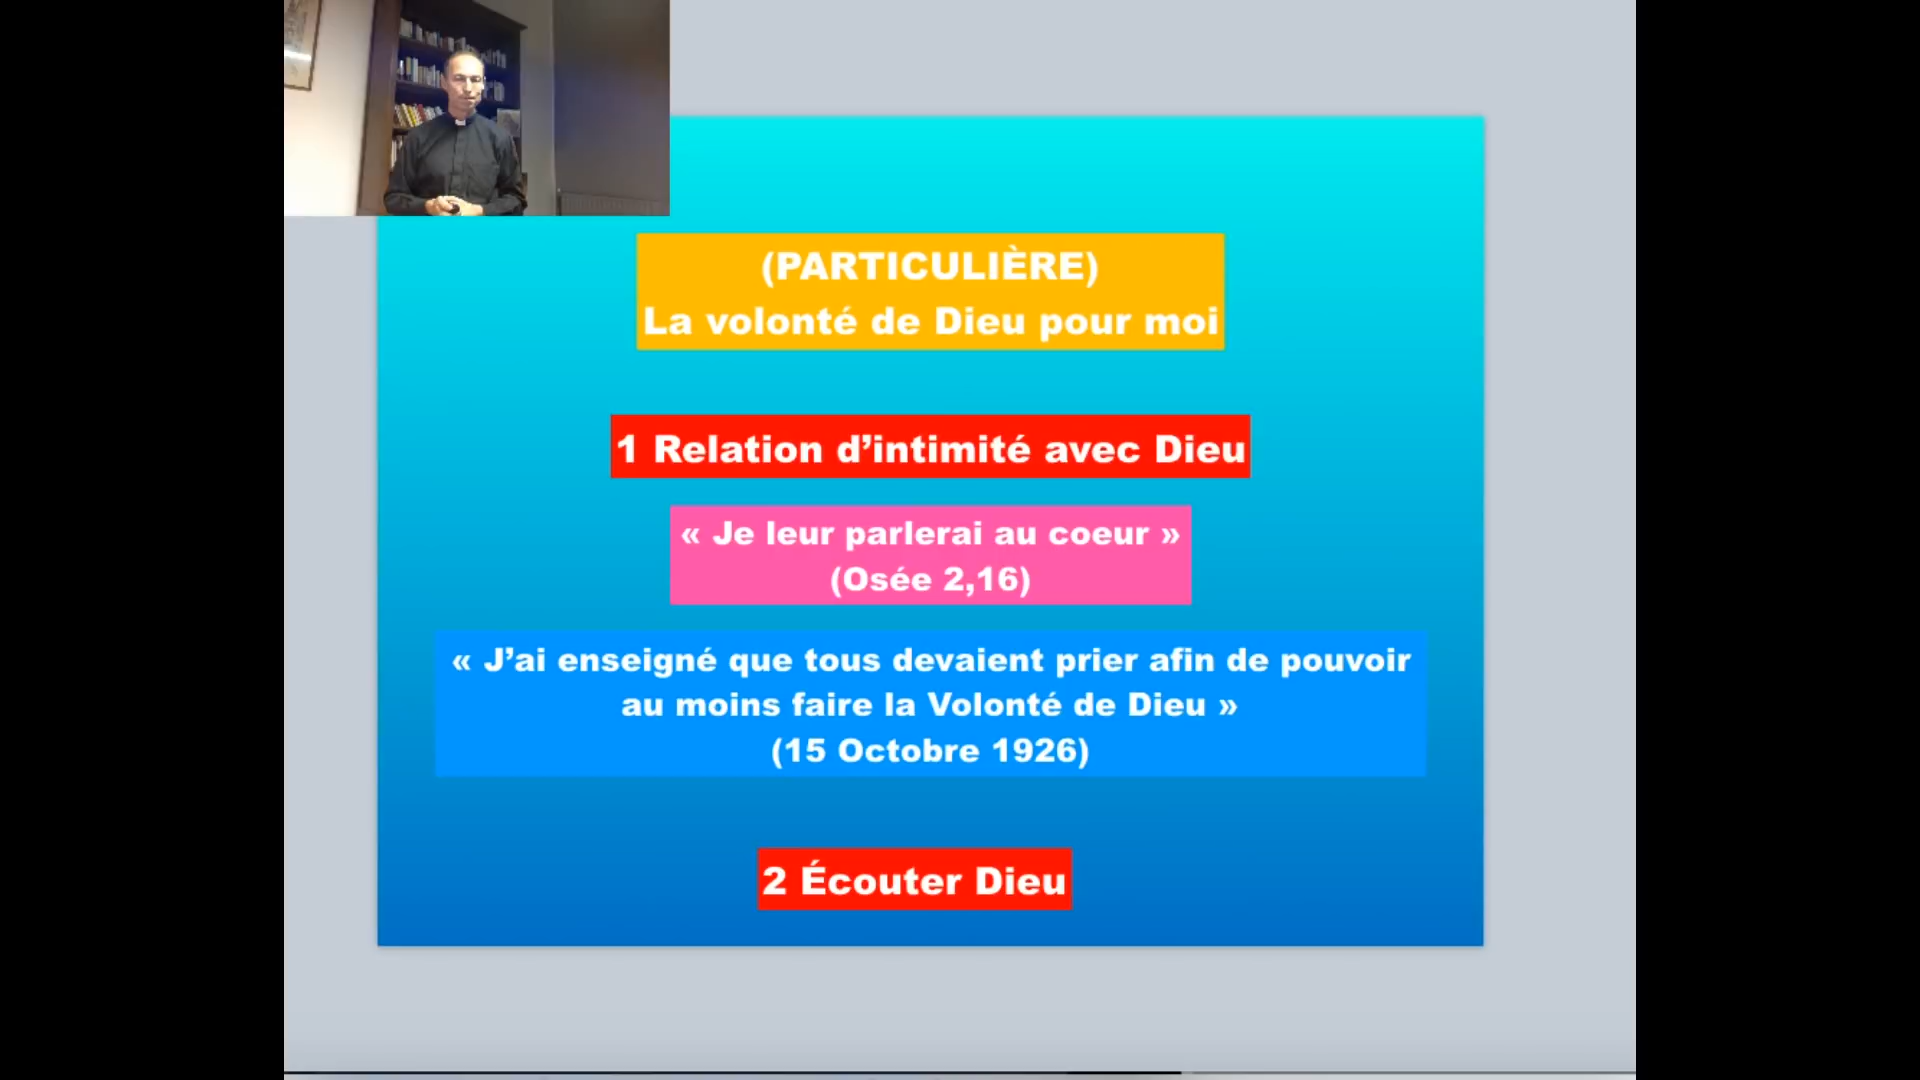 (PARTICULIÈRE)
La volonté de Dieu pour moi
1 Relation d’intimité avec Dieu
« Je leur parlerai au coeur »
(Osée 2,16)
« J’ai enseigné que tous devaient prier afin de pouvoir
au moins faire la Volonté de Dieu »
(15 Octobre 1926)
2 Écouter Dieu